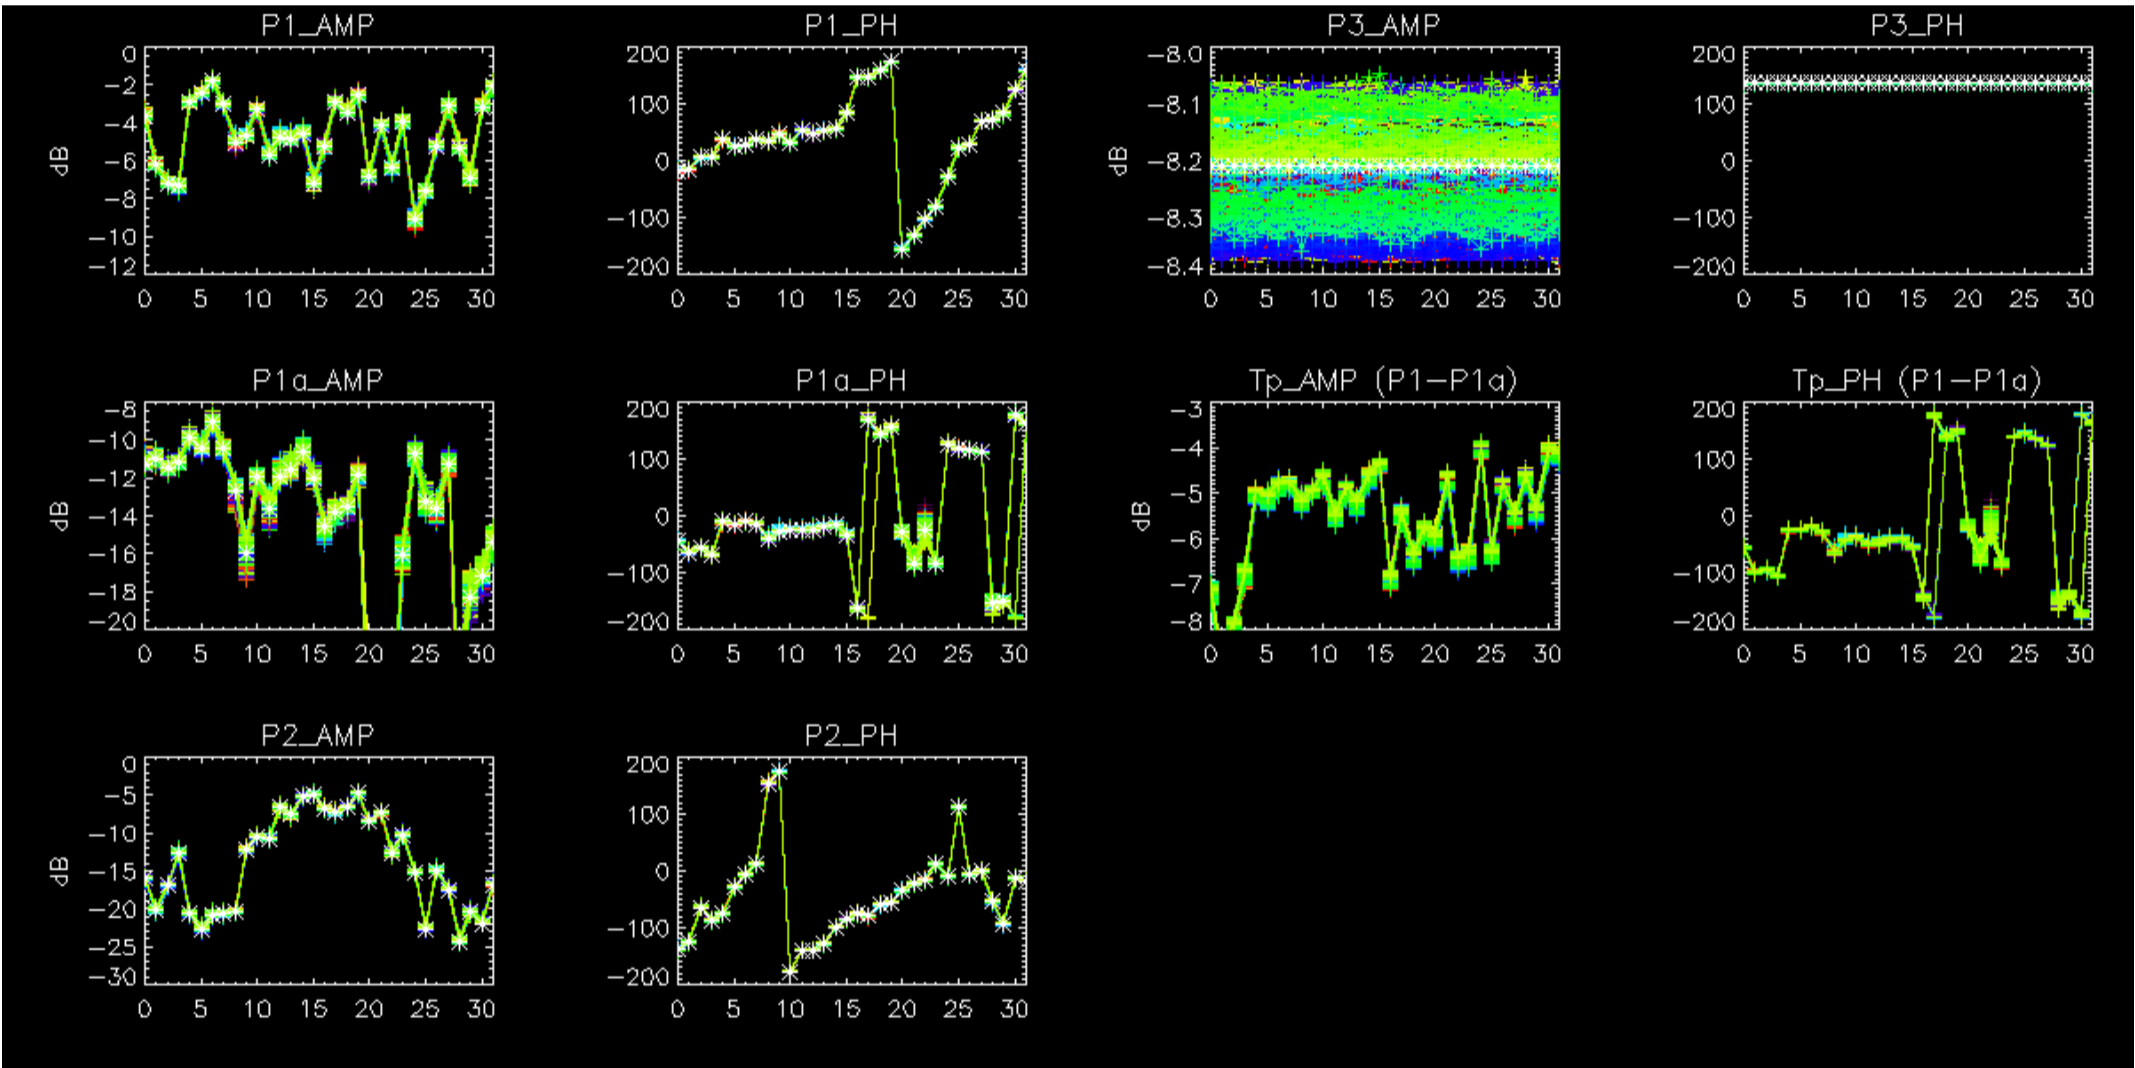 P1_AMP P1_PH P3_AMP P3_PH
0 200 -8.0 200
-2
-4 100 -8.1 100
dB -6 0 dB -8.2 0
-8
-10 -100 -8.3 -100
-12 -200 -8.4 -200
0 5 10 15 20 25 30 0 5 10 15 20 25 30 0 5 10 15 20 25 30 0 5 10 15 20 25 30
P1a_AMP P1a_PH Tp_AMP (P1-P1a) Tp_PH (P1-P1a)
-8 200 -3 200
-10 100 -4 100
-12
dB -14 0 dB -5 0
-16 -6
-18 -100 -7 -100
-20 -200 -8 -200
0 5 10 15 20 25 30 0 5 10 15 20 25 30 0 5 10 15 20 25 30 0 5 10 15 20 25 30
P2_AMP P2_PH
0 200
-5 100
-10
dB -15 0
-20 -100
-25
-30 -200
0 5 10 15 20 25 30 0 5 10 15 20 25 30